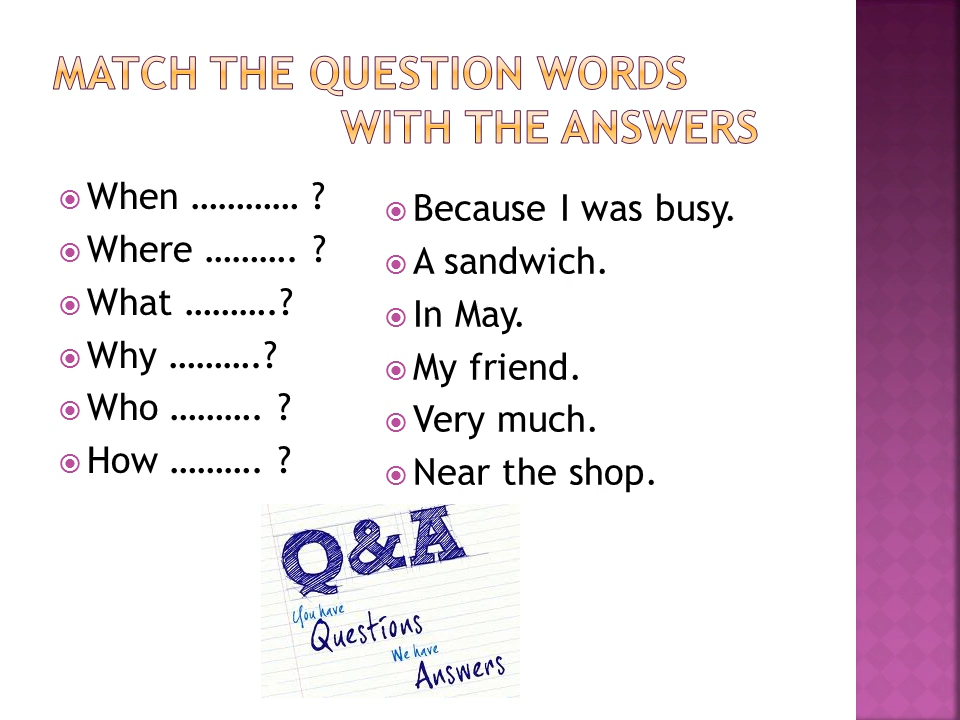 MATCH THE QUESTION WORDS
WITH THE ANSWERS
When ………… ?
Where ………. ?
What ……….?
Why ……….?
Who ………. ?
How ………. ?
Because I was busy.
A sandwich.
In May.
My friend.
Very much.
Near the shop.
Q&A
You have
Questions
We have
Answers